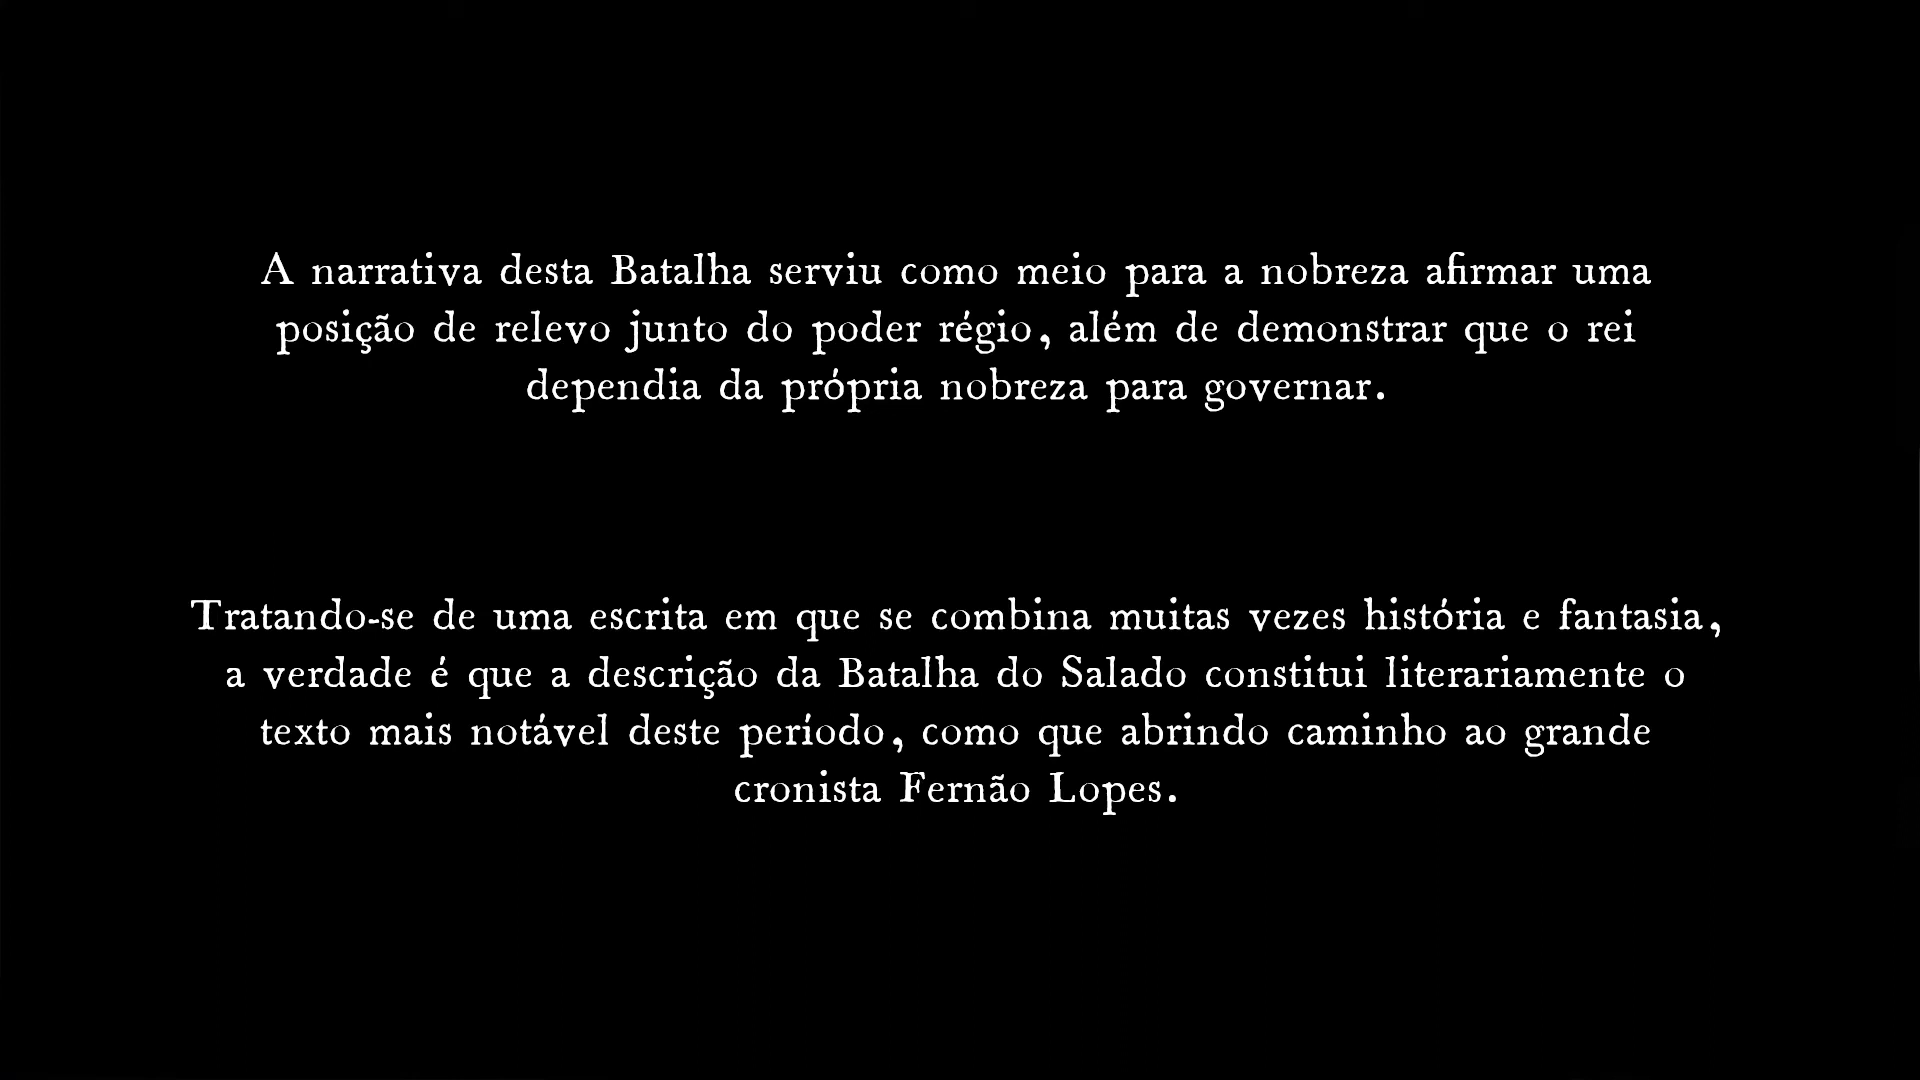 A narrativa desta Batalha serviu como meio para a nobreza afirmar uma
posição de relevo junto do poder régio, além de demonstrar que o rei
dependia da própria nobreza para governar.
Tratando-se de uma escrita em que se combina muitas vezes história e fantasia,
a verdade é que a descrição da Batalha do Salado constitui literariamente o
texto mais notável deste período, como que abrindo caminho ao grande
cronista Fernão Lopes.